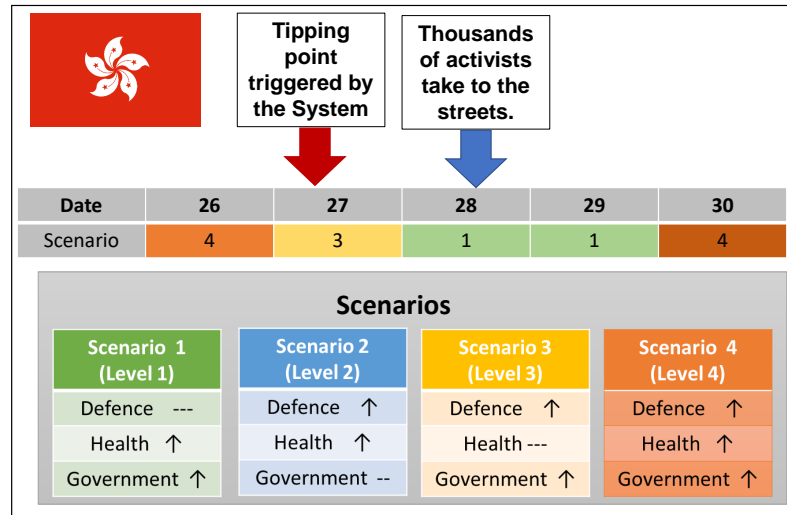 Tipping
point
triggered by
the System
Thousands
of activists
take to the
streets.
Date 26 27 28 29 30
Scenario 4 3 1 1 4
Scenarios
Scenario 1
(Level 1)
Defence ---
Health ↑
Government ↑
Scenario 2
(Level 2)
Defence ↑
Health ↑
Government --
Scenario 3
(Level 3)
Defence ↑
Health ---
Government ↑
Scenario 4
(Level 4)
Defence ↑
Health ↑
Government ↑